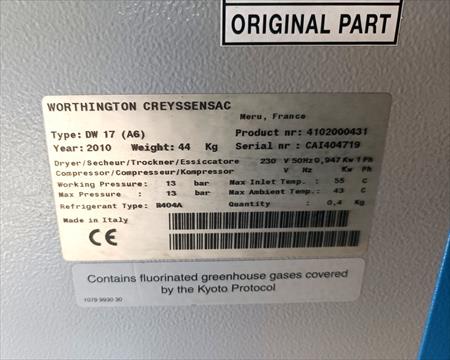 ORIGINAL PART
WORTHINGTON CREYSSENSAC
Meru, France
Type: DW 17 (A6) Product nr: 4102000431
Year: 2010 Weight: 44 Kg Serial nr : CAI404719
Dryer/Secheur/Trockner/Essiccatore 230 V 50Hz 0,947 Kw 1 Ph
Compressor/Compresseur/Kompressor V Hz Kw Ph
Working Pressure: 13 bar Max Inlet Temp. : 55 C
Max Pressure : 13 bar Max Ambient Temp.: 43 C
Refrigerant Type: R404A Quantity : 0,4 Kg
Made in Italy
CE
Contains fluorinated greenhouse gases covered
by the Kyoto Protocol
1079 9930 30